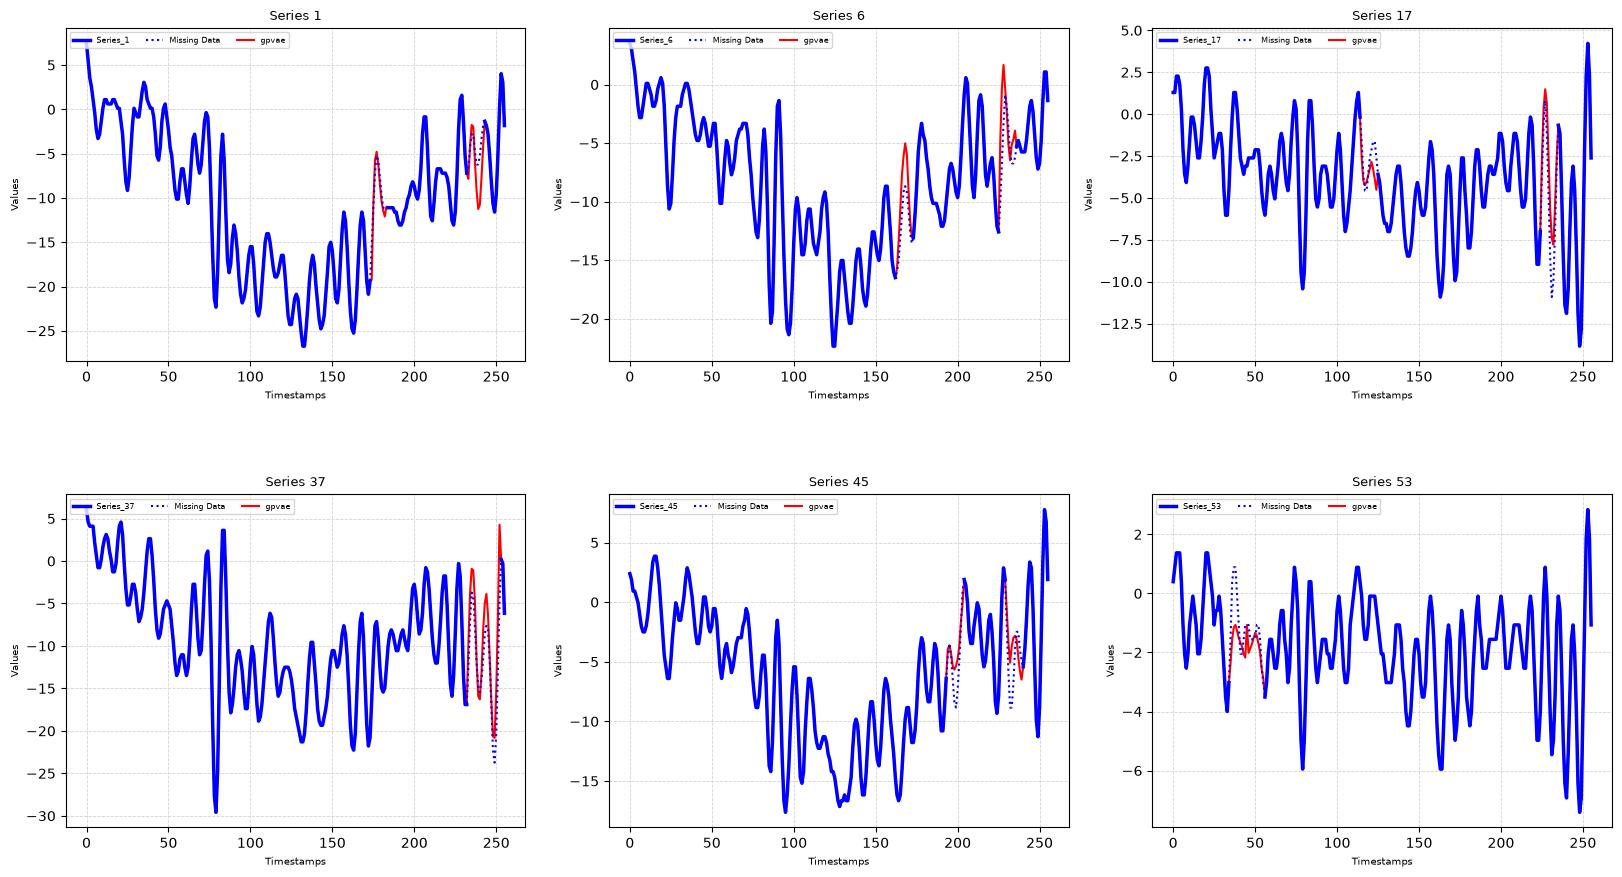 Series 1
Series_1 Missing Data gpvae
Values
5
0
−5
−10
−15
−20
−25
0 50 100 150 200 250
Timestamps
Series 6
Series_6 Missing Data gpvae
Values
0
−5
−10
−15
−20
0 50 100 150 200 250
Timestamps
Series 17
Series_17 Missing Data gpvae
Values
5.0
2.5
0.0
−2.5
−5.0
−7.5
−10.0
−12.5
0 50 100 150 200 250
Timestamps
Series 37
Series_37 Missing Data gpvae
Values
5
0
−5
−10
−15
−20
−25
−30
0 50 100 150 200 250
Timestamps
Series 45
Series_45 Missing Data gpvae
Values
5
0
−5
−10
−15
0 50 100 150 200 250
Timestamps
Series 53
Series_53 Missing Data gpvae
Values
2
0
−2
−4
−6
0 50 100 150 200 250
Timestamps